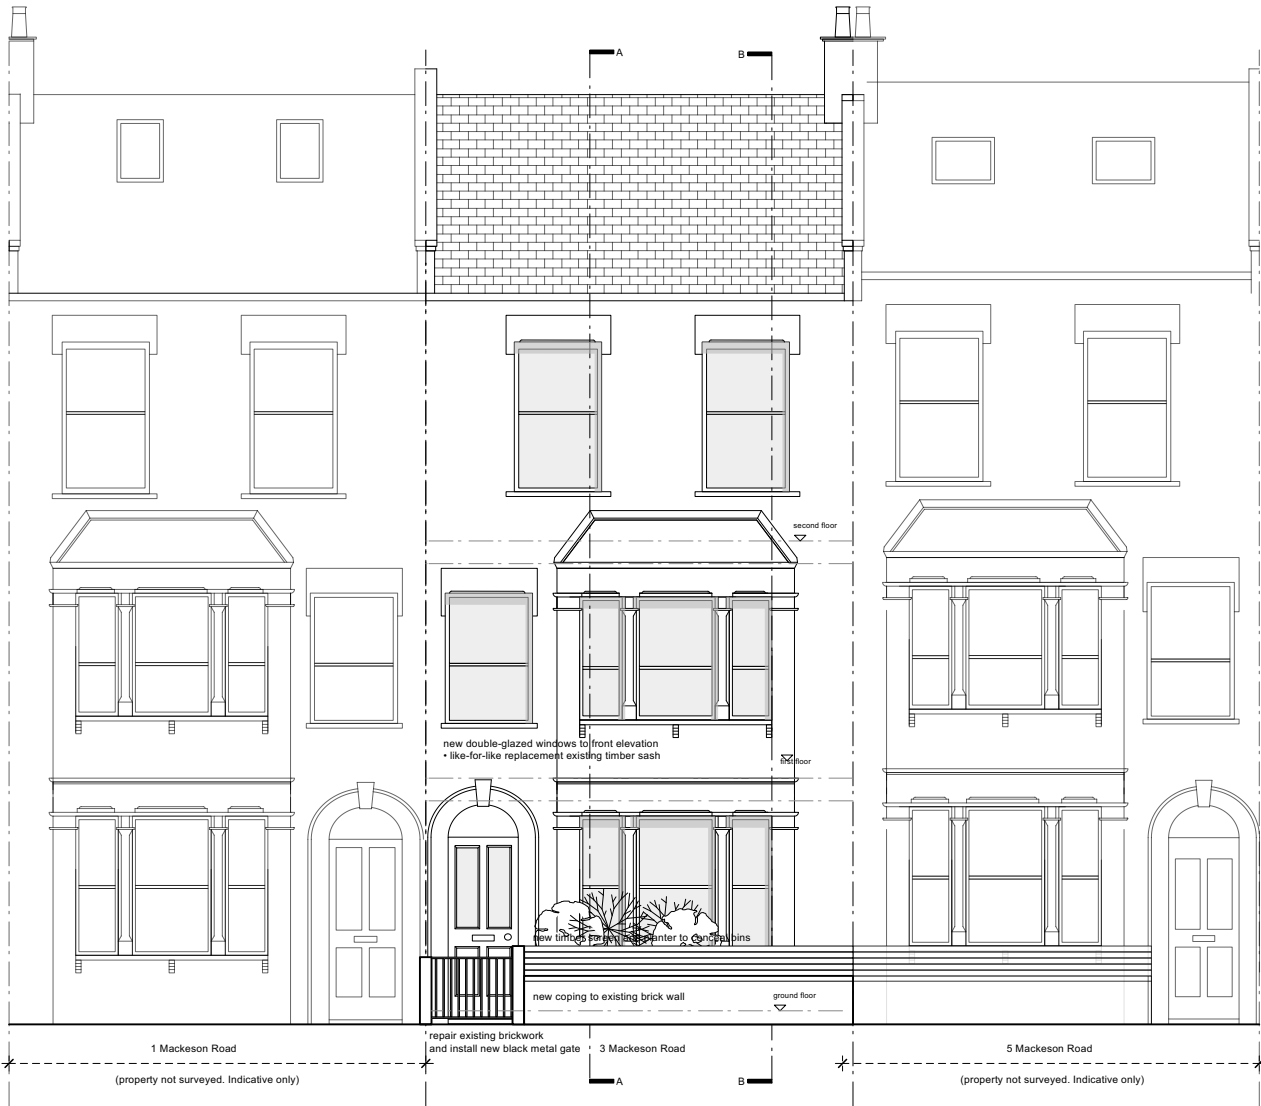 A
B
second floor
new double-glazed windows to front elevation
• like-for-like replacement existing timber sash
first floor
new timber screen and planter to conceal bins
new coping to existing brick wall
ground floor
repair existing brickwork
and install new black metal gate
1 Mackeson Road
3 Mackeson Road
5 Mackeson Road
(property not surveyed. Indicative only)
(property not surveyed. Indicative only)
A
B